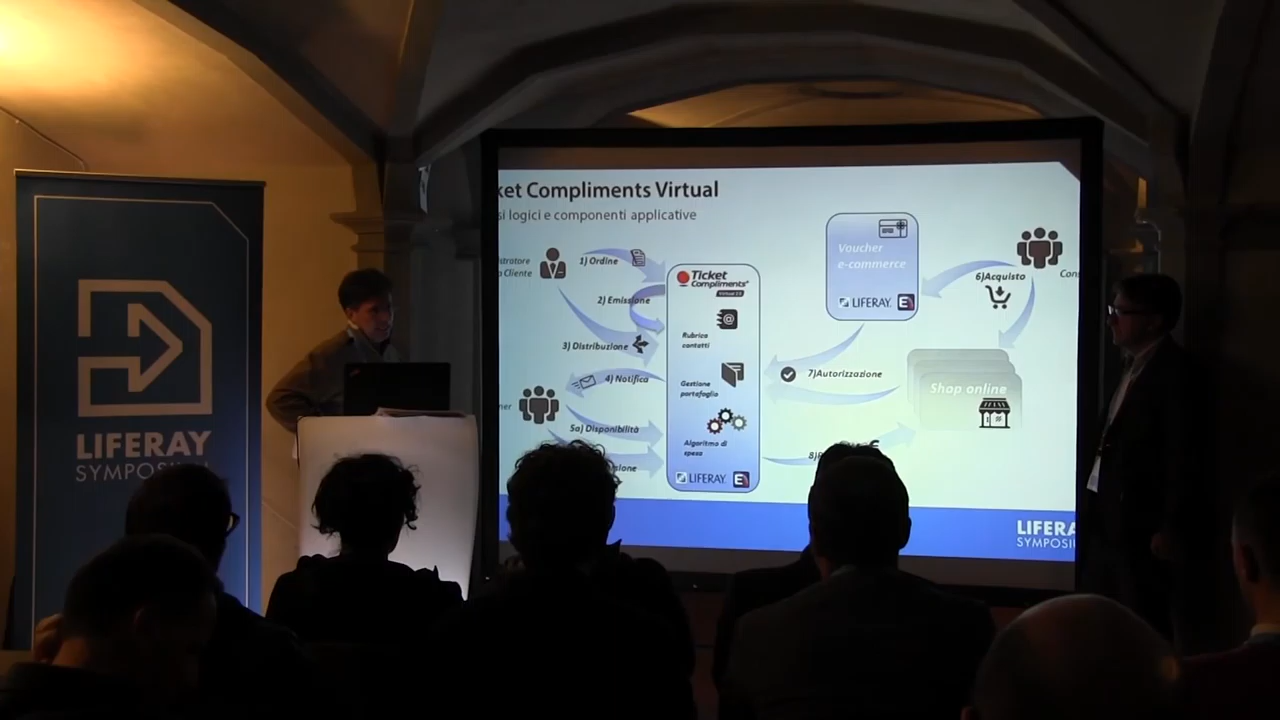 ket Compliments Virtual
si logici e componenti applicative
1) Ordine
2) Emissione
3) Distribuzione
4) Notifica
5a) Disponibilità
Ticket
Compliments
Rubrica
contatti
Gestione
portafoglio
Algoritmo di
spesa
LIFERAY
E
Voucher
e-commerce
LIFERAY
E
6)Acquisto
7)Autorizzazione
Shop online
LIFERAY
SYMPOSIU
LIFERA
SYMPOSI